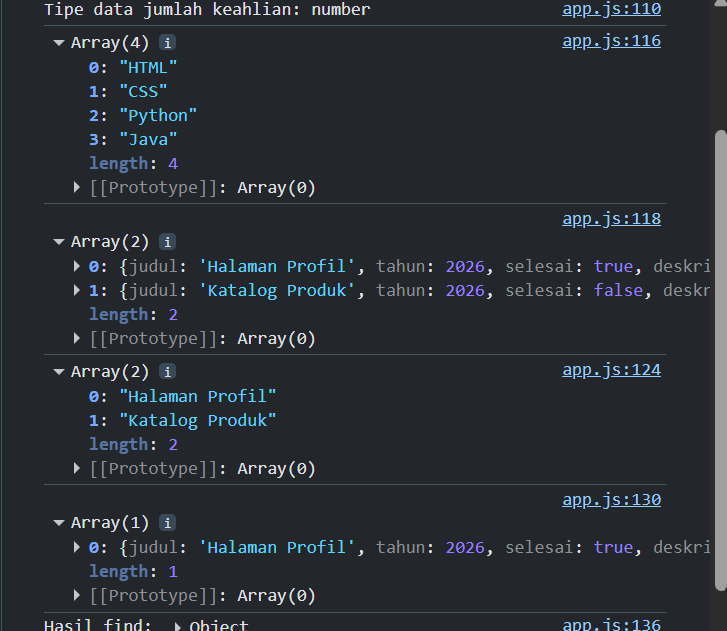 Tipe data jumlah keahlian: number app.js:110
Array(4) i app.js:116
0: "HTML"
1: "CSS"
2: "Python"
3: "Java"
length: 4
[[Prototype]]: Array(0)
app.js:118
Array(2) i
0: {judul: 'Halaman Profil', tahun: 2026, selesai: true, deskri
1: {judul: 'Katalog Produk', tahun: 2026, selesai: false, deskr
length: 2
[[Prototype]]: Array(0)
Array(2) i app.js:124
0: "Halaman Profil"
1: "Katalog Produk"
length: 2
[[Prototype]]: Array(0)
app.js:130
Array(1) i
0: {judul: 'Halaman Profil', tahun: 2026, selesai: true, deskri
length: 1
[[Prototype]]: Array(0)
Hasil find: Object app.js:136